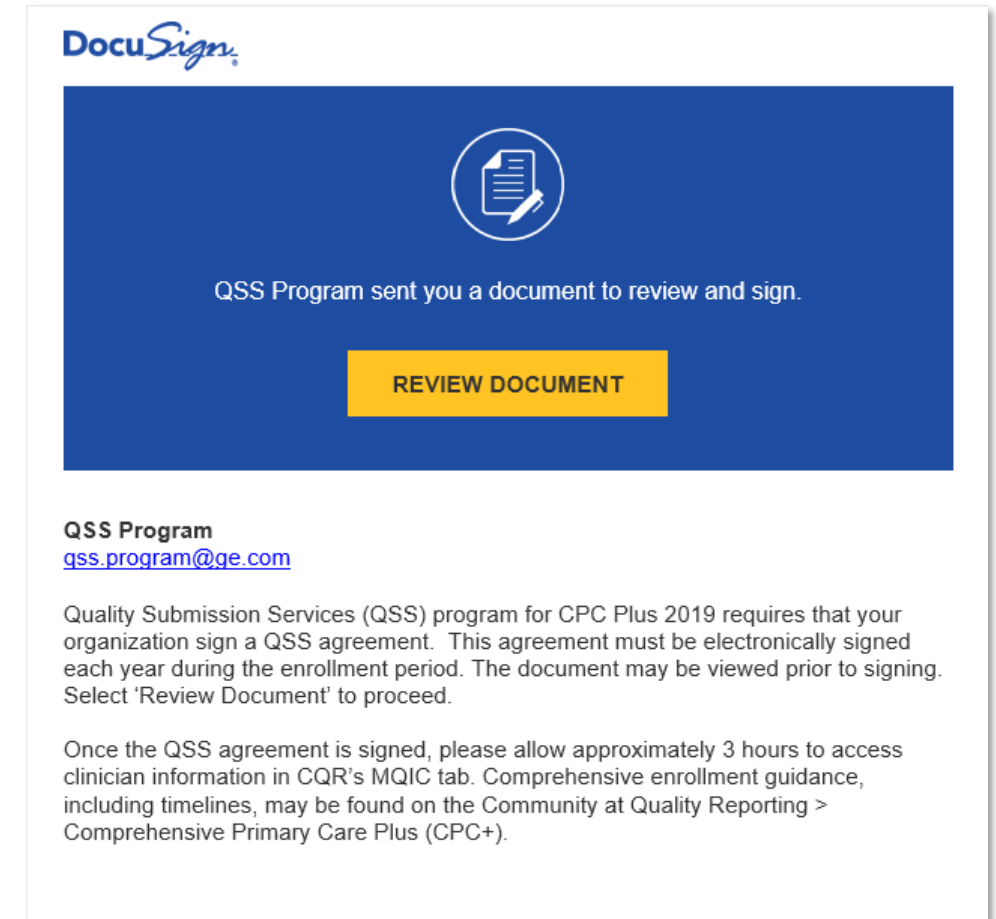 DocuSign
QSS Program sent you a document to review and sign.
REVIEW DOCUMENT
QSS Program
qss.program@ge.com
Quality Submission Services (QSS) program for CPC Plus 2019 requires that your
organization sign a QSS agreement.  This agreement must be electronically signed
each year during the enrollment period. The document may be viewed prior to signing.
Select ‘Review Document’ to proceed.
Once the QSS agreement is signed, please allow approximately 3 hours to access
clinician information in CQR’s MQIC tab. Comprehensive enrollment guidance,
including timelines, may be found on the Community at Quality Reporting >
Comprehensive Primary Care Plus (CPC+).